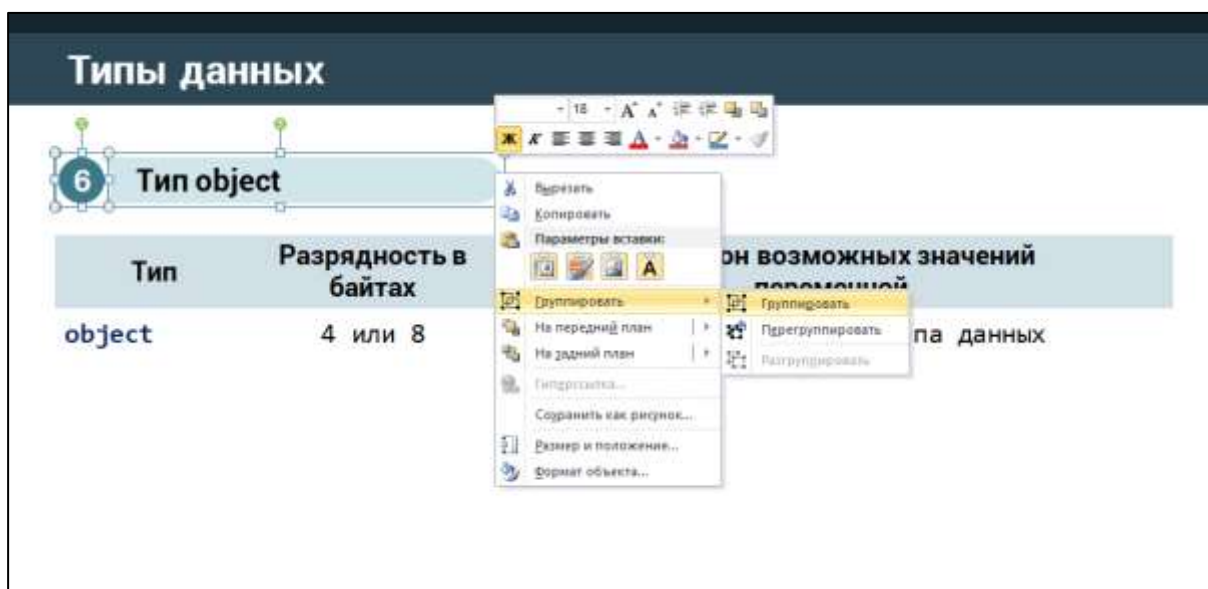 Типы данных
18
Ж К
6 Тип object
Вырезать
Копировать
Параметры вставки:
Тип
Разрядность в байтах
он возможных значений
переменной
Группировать
Группировать
object
4 или 8
На передний план
Перегруппировать
па данных
На задний план
Разгруппировать
Гиперссылка...
Сохранить как рисунок...
Размер и положение...
Формат объекта...